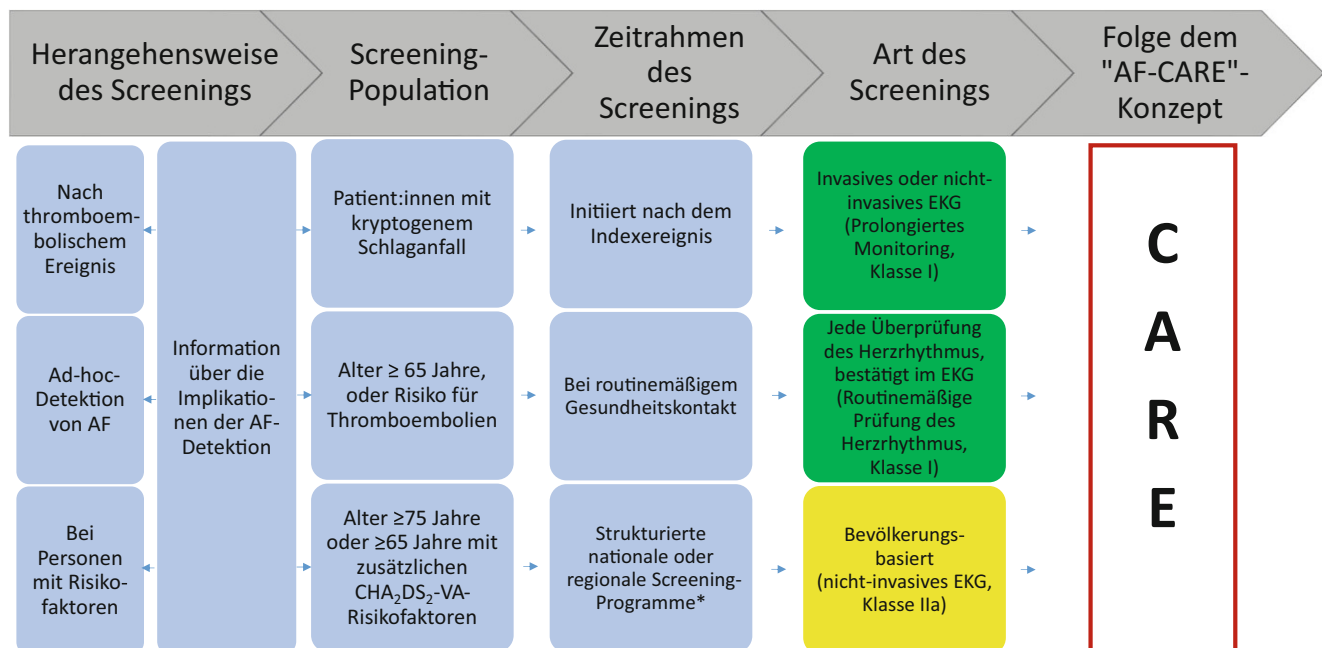 Herangehensweise
des Screenings
Screening-
Population
Zeitrahmen
des
Screenings
Art des
Screenings
Folge dem
"AF-CARE"-
Konzept
Nach
thromboem-
bolischem
Ereignis
Information
über die
Implikatio-
nen der AF-
Detektion
Patient:innen mit
kryptogenem
Schlaganfall
Initiiert nach dem
Indexereignis
Invasives oder nicht-
invasives EKG
(Prolongiertes
Monitoring,
Klasse I)
Ad-hoc-
Detektion
von AF
Alter ≥ 65 Jahre,
oder Risiko für
Thromboembolien
Bei routinemäßigem
Gesundheitskontakt
Jede Überprüfung
des Herzrhythmus,
bestätigt im EKG
(Routinemäßige
Prüfung des
Herzrhythmus,
Klasse I)
Bei
Personen
mit Risiko-
faktoren
Alter ≥75 Jahre
oder ≥65 Jahre mit
zusätzlichen
CHA₂DS₂-VA-
Risikofaktoren
Strukturierte
nationale oder
regionale Screening-
Programme*
Bevölkerungs-
basiert
(nicht-invasives EKG,
Klasse IIa)
C
A
R
E